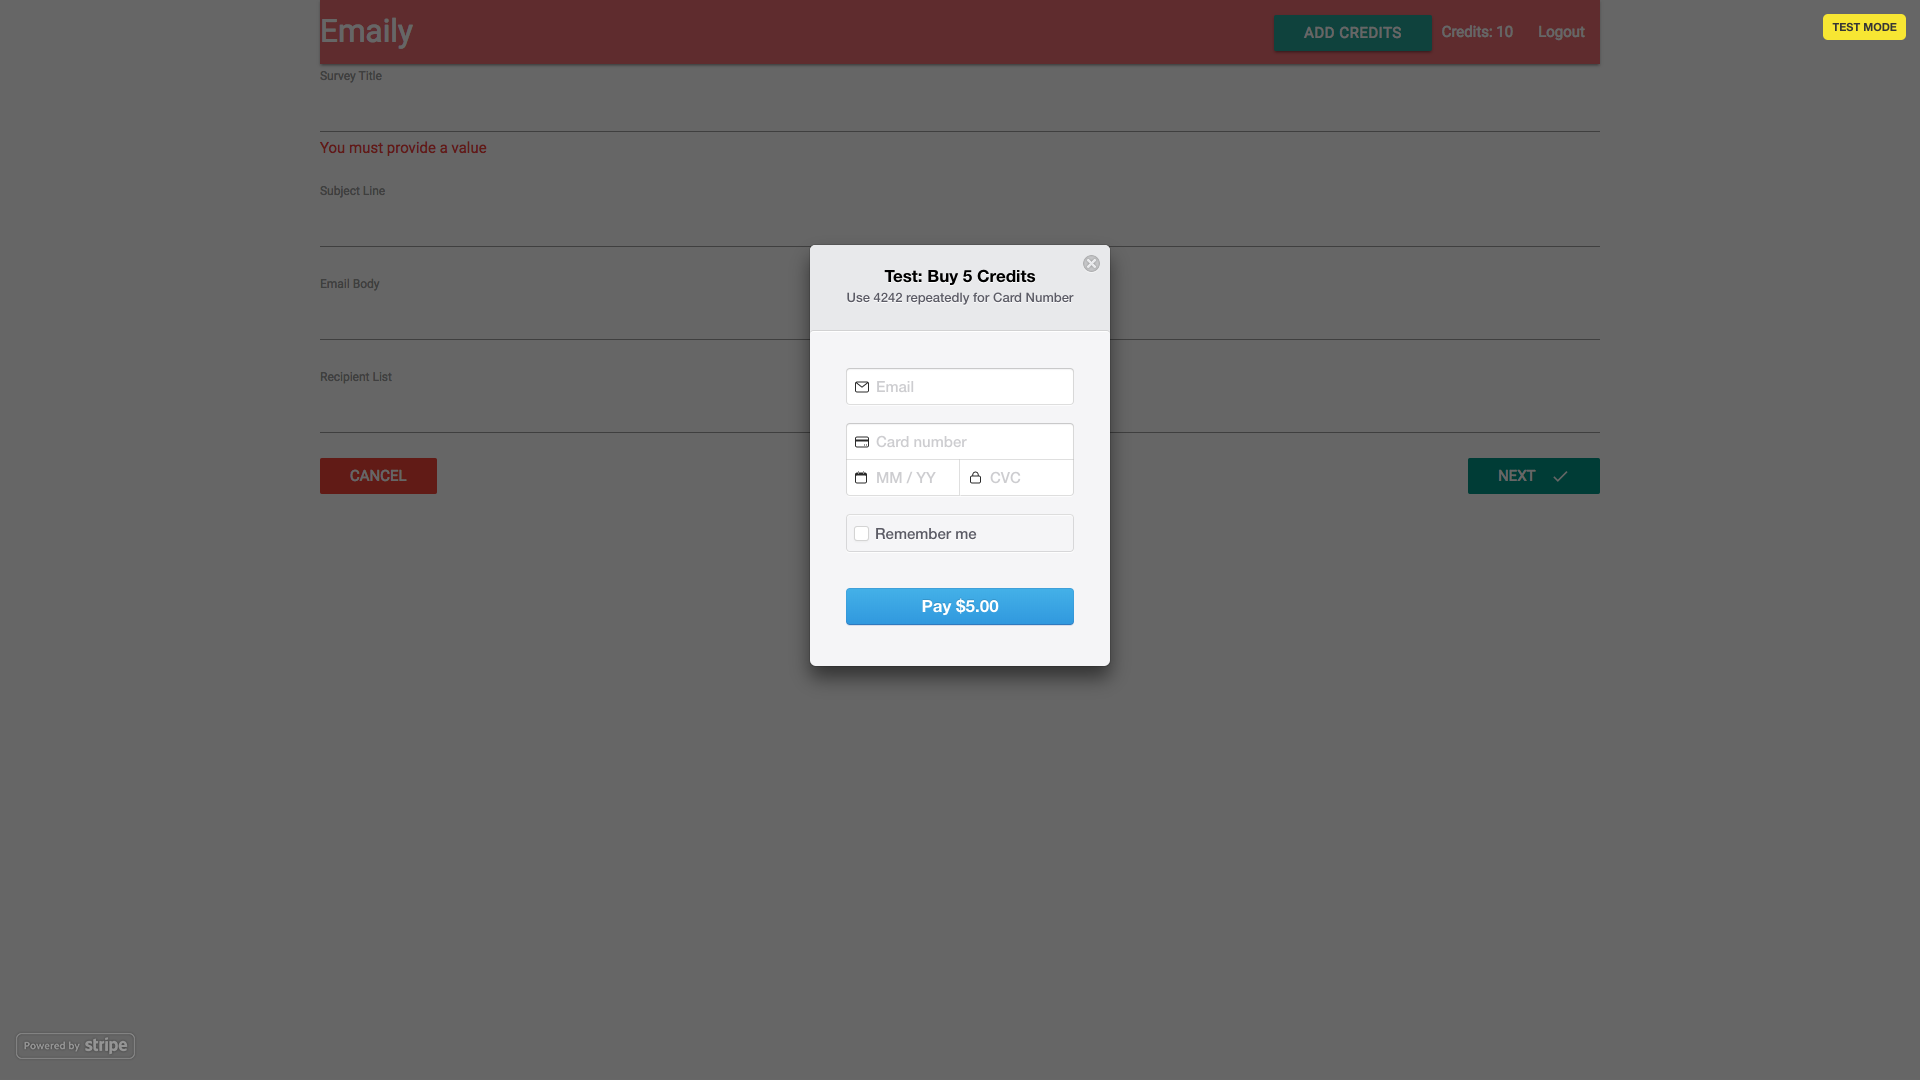 Emaily
ADD CREDITS
Credits: 10
Logout
TEST MODE
Survey Title
You must provide a value
Subject Line
Email Body
Recipient List
CANCEL
NEXT
Test: Buy 5 Credits
Use 4242 repeatedly for Card Number
Email
Card number
MM / YY
CVC
Remember me
Pay $5.00
Powered by stripe